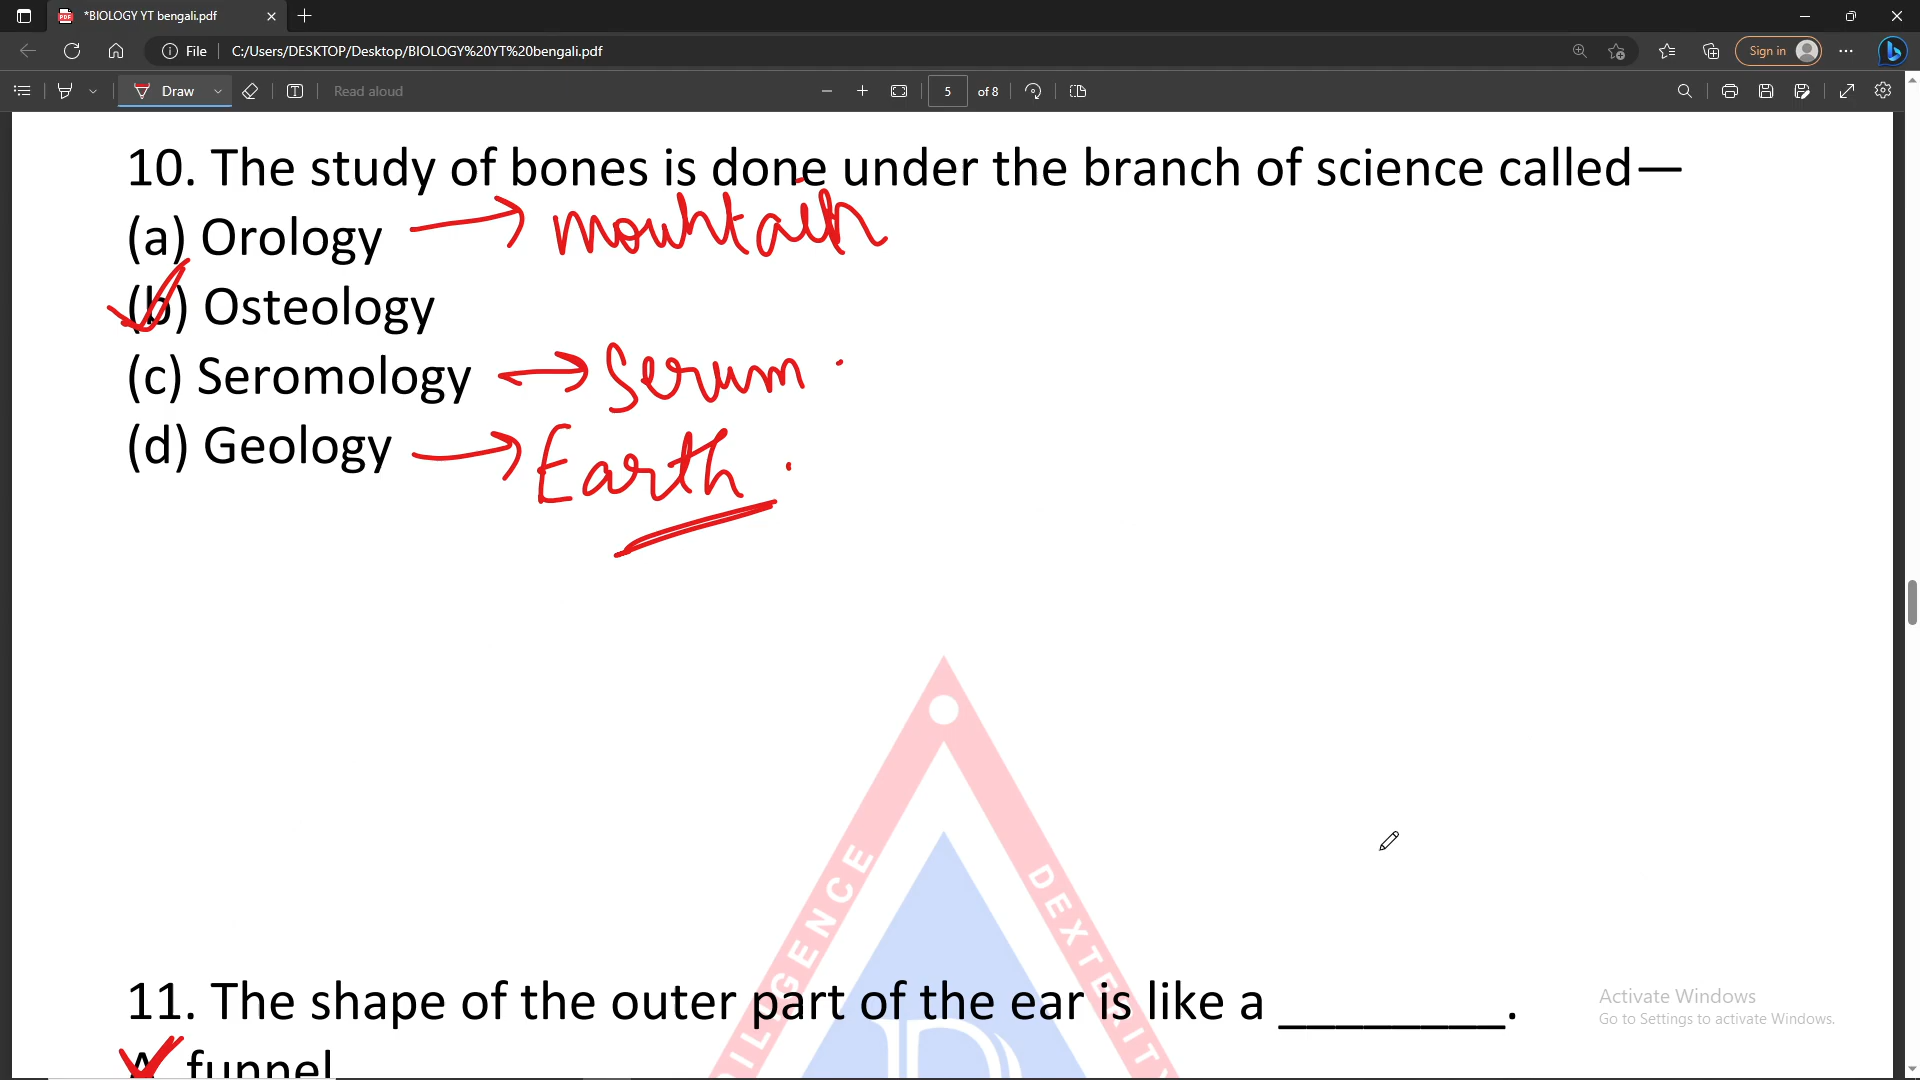 *BIOLOGY YT bengali.pdf
File C:/Users/DESKTOP/Desktop/BIOLOGY%20YT%20bengali.pdf Sign in
Draw Read aloud 5 of 8
10. The study of bones is done under the branch of science called—
(a) Orology → mountain
(b) Osteology
(c) Seromology → Serum.
(d) Geology → Earth.
DILIGENCE
DEXTERITY
11. The shape of the outer part of the ear is like a ________.
A. funnel
Activate Windows
Go to Settings to activate Windows.